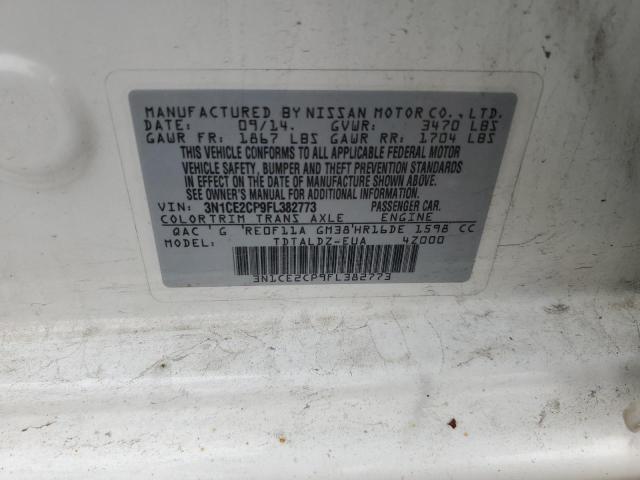 MANUFACTURED BY NISSAN MOTOR CO., LTD.
DATE: 09/14. GVWR: 3470 LBS
GAWR FR: 1867 LBS GAWR RR: 1704 LBS
THIS VEHICLE CONFORMS TO ALL APPLICABLE FEDERAL MOTOR
VEHICLE SAFETY, BUMPER AND THEFT PREVENTION STANDARDS
IN EFFECT ON THE DATE OF MANUFACTURE SHOWN ABOVE.
SEE OWNER'S MANUAL FOR ADDITIONAL INFORMATION.
VIN: 3N1CE2CP9FL382773 PASSENGER CAR.
COLOR TRIM TRANS AXLE ENGINE
QAC G RE0F11A GM38 HR16DE 1598 CC
MODEL: TDTALDZ-EUA 4Z000
3N1CE2CP9FL382773